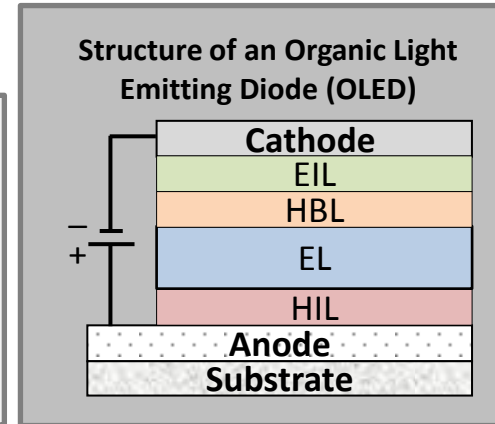 Structure of an Organic Light
Emitting Diode (OLED)
Cathode
EIL
HBL
–
+
EL
HIL
Anode
Substrate